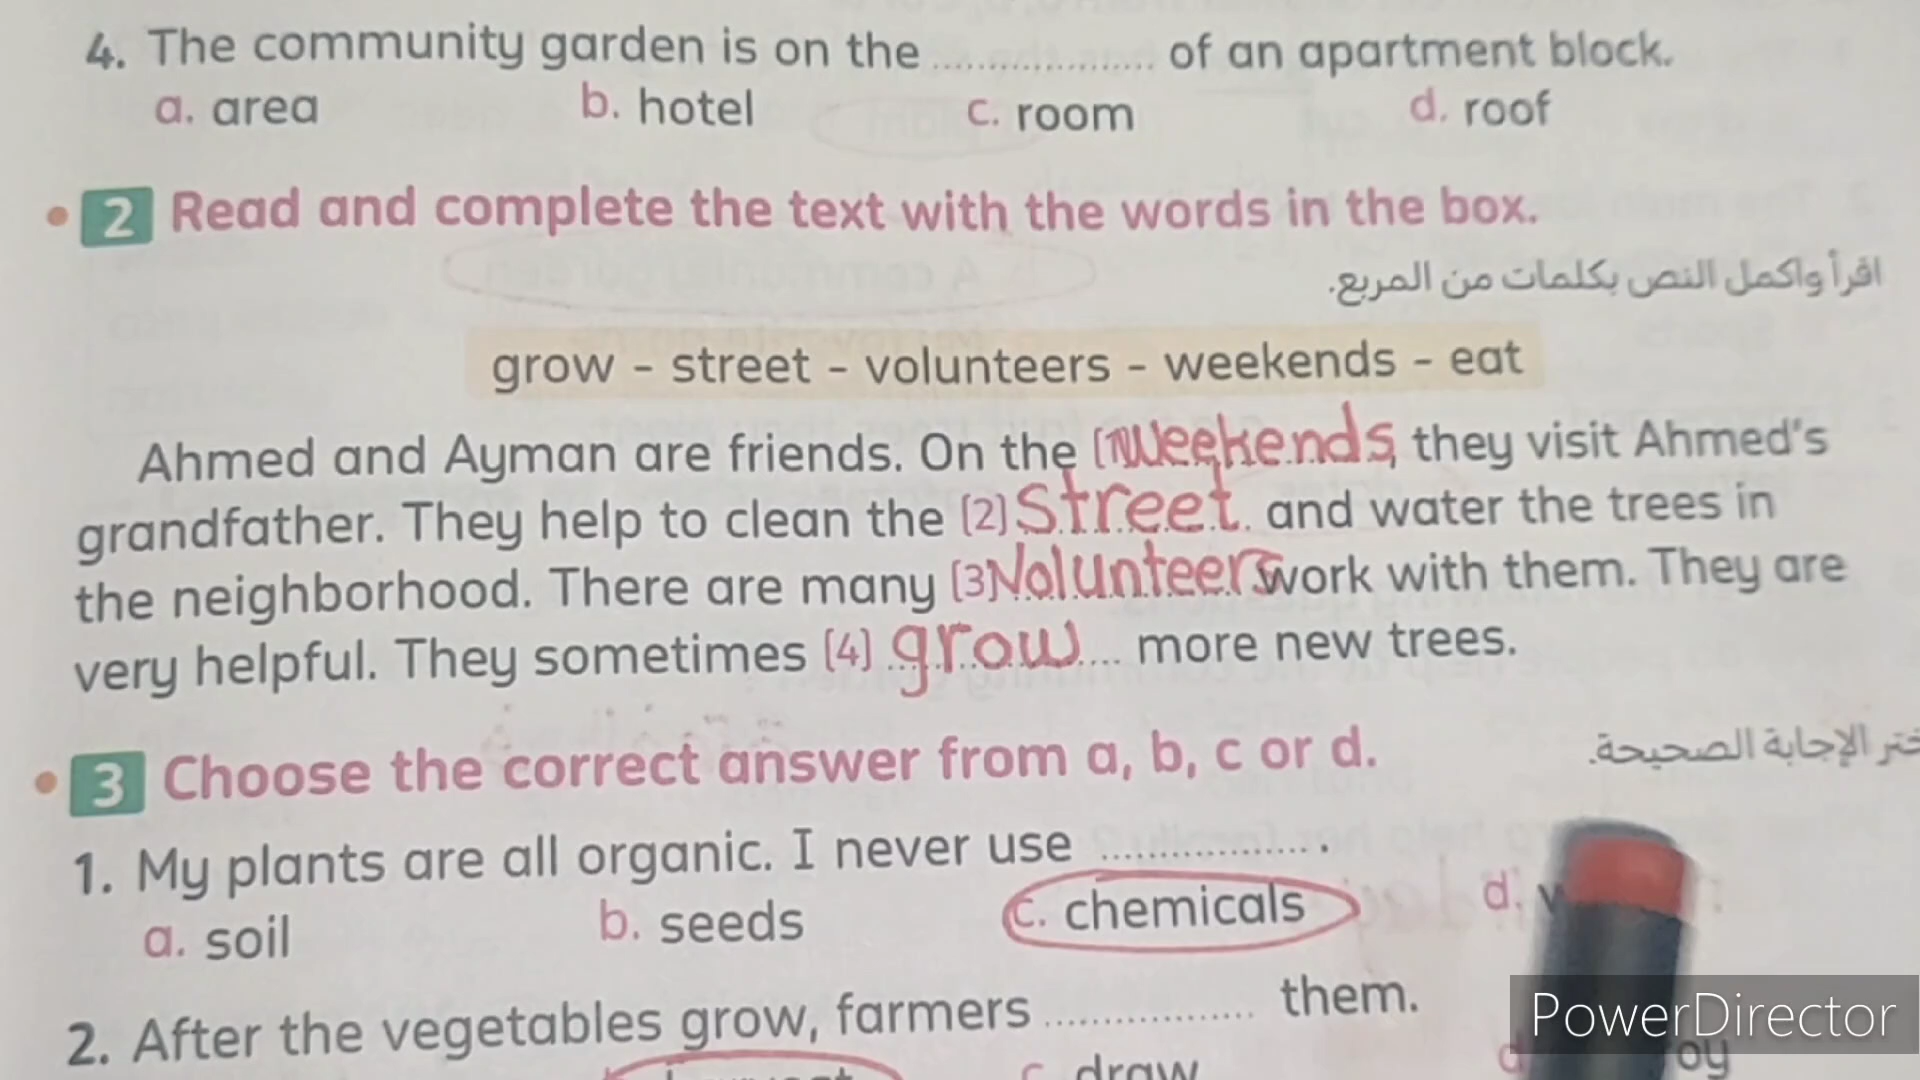 4. The community garden is on the .................. of an apartment block.
a. area b. hotel c. room d. roof
2 Read and complete the text with the words in the box.
اقرأ وأكمل النص بكلمات من المربع.
grow - street - volunteers - weekends - eat
Ahmed and Ayman are friends. On the (1) Weekends, they visit Ahmed's
grandfather. They help to clean the (2) Street and water the trees in
the neighborhood. There are many (3) Volunteers work with them. They are
very helpful. They sometimes (4) grow more new trees.
3 Choose the correct answer from a, b, c or d.
الإجابة الصحيحة.
1. My plants are all organic. I never use .................. .
a. soil b. seeds c. chemicals d.
2. After the vegetables grow, farmers .................. them.
c. draw
PowerDirector